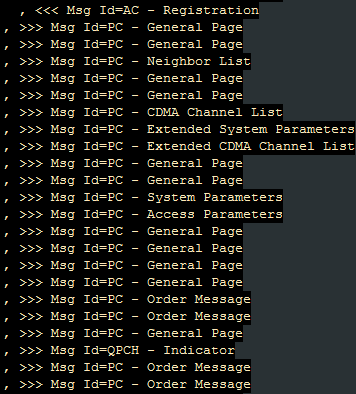 , <<< Msg Id=AC - Registration
, >>> Msg Id=PC - General Page
, >>> Msg Id=PC - General Page
, >>> Msg Id=PC - Neighbor List
, >>> Msg Id=PC - General Page
, >>> Msg Id=PC - General Page
, >>> Msg Id=PC - CDMA Channel List
, >>> Msg Id=PC - Extended System Parameters
, >>> Msg Id=PC - Extended CDMA Channel List
, >>> Msg Id=PC - General Page
, >>> Msg Id=PC - General Page
, >>> Msg Id=PC - System Parameters
, >>> Msg Id=PC - Access Parameters
, >>> Msg Id=PC - General Page
, >>> Msg Id=PC - General Page
, >>> Msg Id=PC - General Page
, >>> Msg Id=PC - General Page
, >>> Msg Id=PC - Order Message
, >>> Msg Id=PC - Order Message
, >>> Msg Id=PC - General Page
, >>> Msg Id=QPCH - Indicator
, >>> Msg Id=PC - Order Message
, >>> Msg Id=PC - Order Message